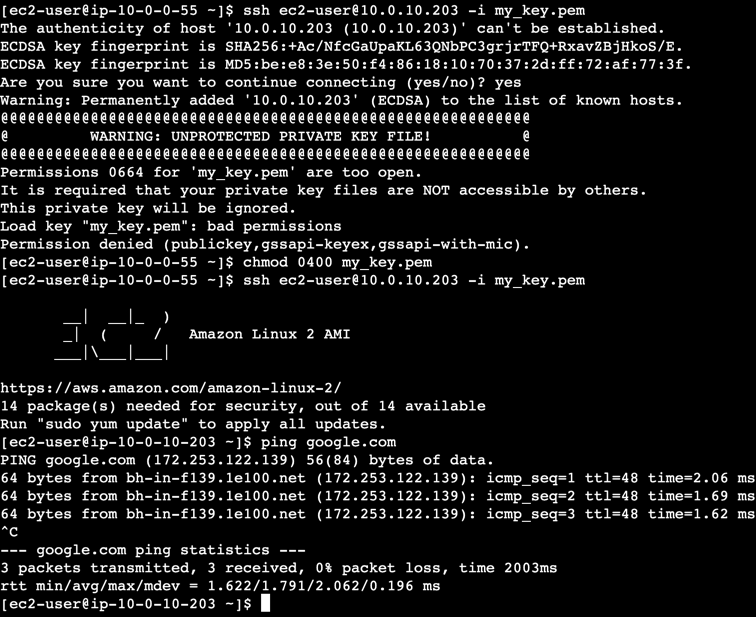 [ec2-user@ip-10-0-0-55 ~]$ ssh ec2-user@10.0.10.203 -i my_key.pem
The authenticity of host '10.0.10.203 (10.0.10.203)' can't be established.
ECDSA key fingerprint is SHA256:+Ac/NfcGaUpaKL63QNbPC3grjrTFQ+RxavZBjHkoS/E.
ECDSA key fingerprint is MD5:be:e8:3e:50:f4:86:18:10:70:37:2d:ff:72:af:77:3f.
Are you sure you want to continue connecting (yes/no)? yes
Warning: Permanently added '10.0.10.203' (ECDSA) to the list of known hosts.
@@@@@@@@@@@@@@@@@@@@@@@@@@@@@@@@@@@@@@@@@@@@@@@@@@@@@@@@@@@
@         WARNING: UNPROTECTED PRIVATE KEY FILE!          @
@@@@@@@@@@@@@@@@@@@@@@@@@@@@@@@@@@@@@@@@@@@@@@@@@@@@@@@@@@@
Permissions 0664 for 'my_key.pem' are too open.
It is required that your private key files are NOT accessible by others.
This private key will be ignored.
Load key "my_key.pem": bad permissions
Permission denied (publickey,gssapi-keyex,gssapi-with-mic).
[ec2-user@ip-10-0-0-55 ~]$ chmod 0400 my_key.pem
[ec2-user@ip-10-0-0-55 ~]$ ssh ec2-user@10.0.10.203 -i my_key.pem
       __|  __|_  )
       _|  (     /   Amazon Linux 2 AMI
      ___|\___|___|
https://aws.amazon.com/amazon-linux-2/
14 package(s) needed for security, out of 14 available
Run "sudo yum update" to apply all updates.
[ec2-user@ip-10-0-10-203 ~]$ ping google.com
PING google.com (172.253.122.139) 56(84) bytes of data.
64 bytes from bh-in-f139.1e100.net (172.253.122.139): icmp_seq=1 ttl=48 time=2.06 ms
64 bytes from bh-in-f139.1e100.net (172.253.122.139): icmp_seq=2 ttl=48 time=1.69 ms
64 bytes from bh-in-f139.1e100.net (172.253.122.139): icmp_seq=3 ttl=48 time=1.62 ms
^C
--- google.com ping statistics ---
3 packets transmitted, 3 received, 0% packet loss, time 2003ms
rtt min/avg/max/mdev = 1.622/1.791/2.062/0.196 ms
[ec2-user@ip-10-0-10-203 ~]$